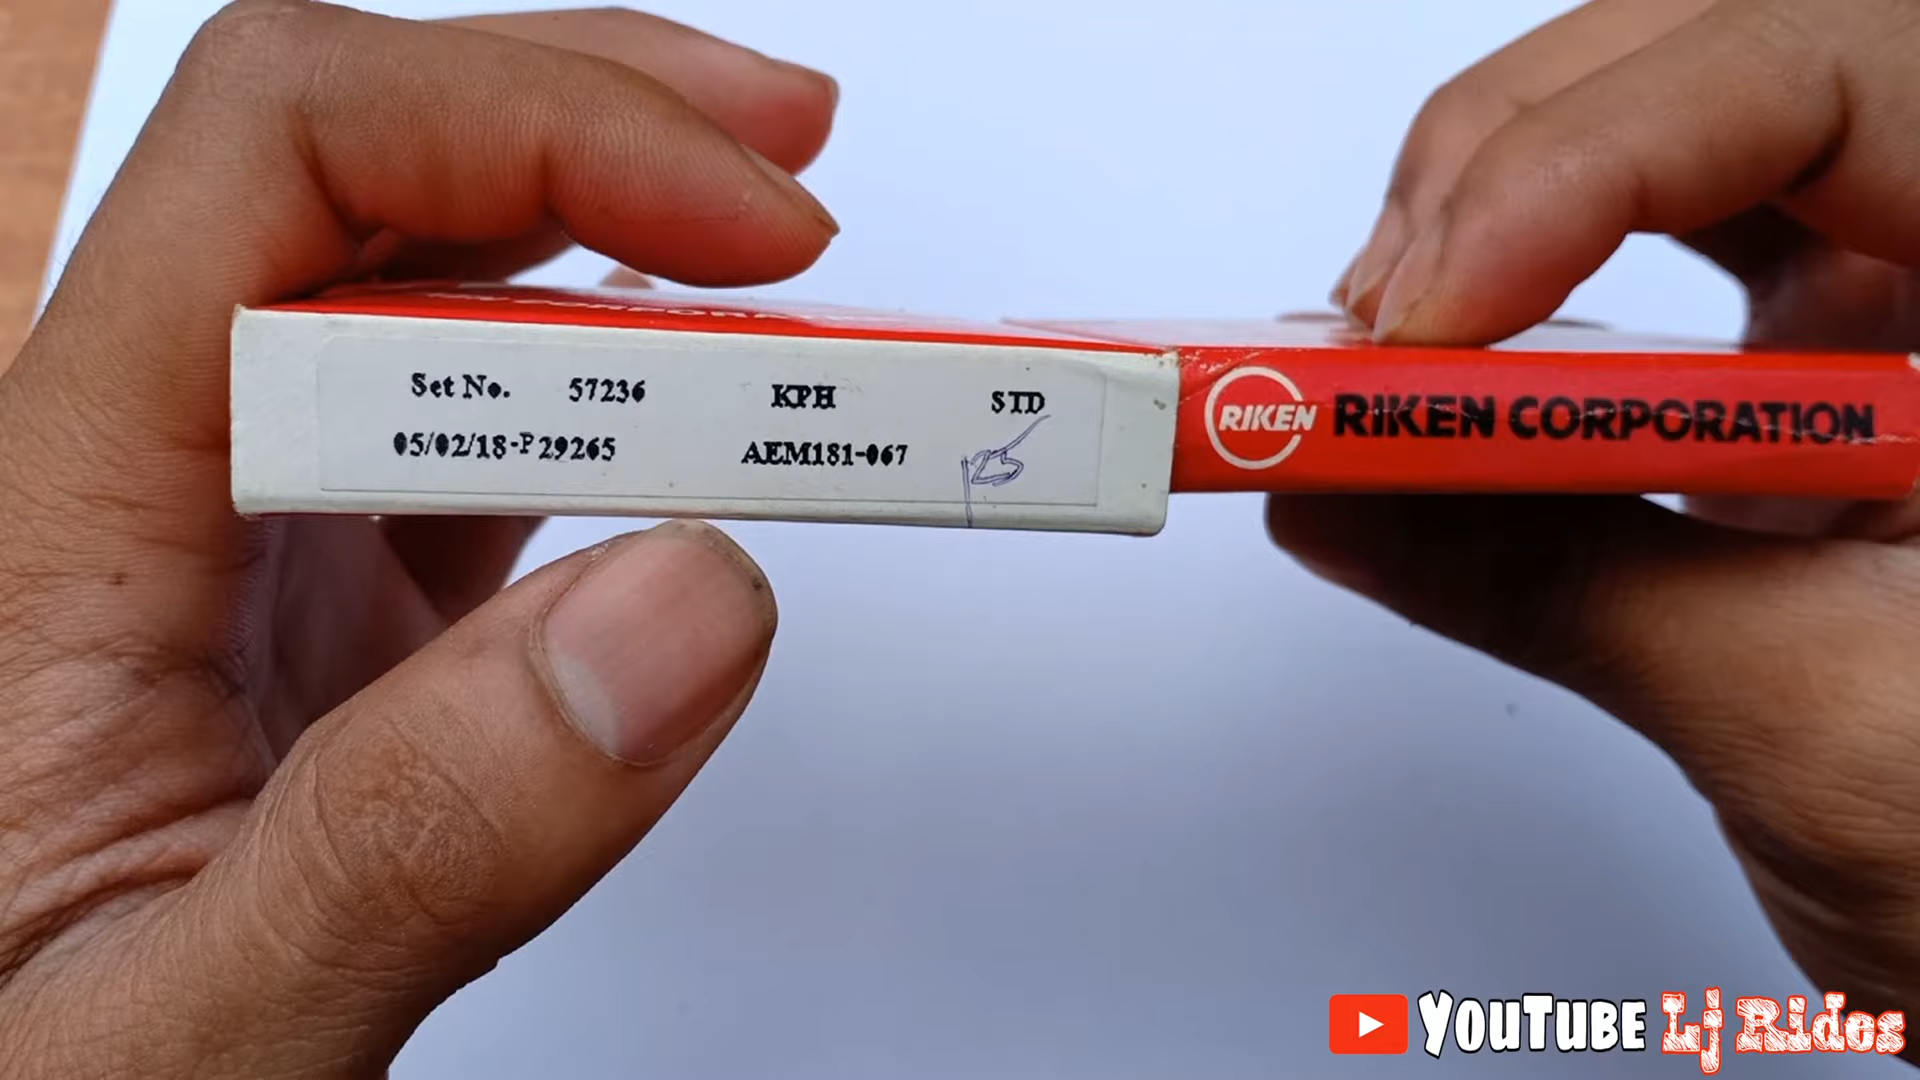 Set No. 57236 KPH STD
05/02/18-P29265 AEM181-067
RIKEN RIKEN CORPORATION
YouTube Lj Rides